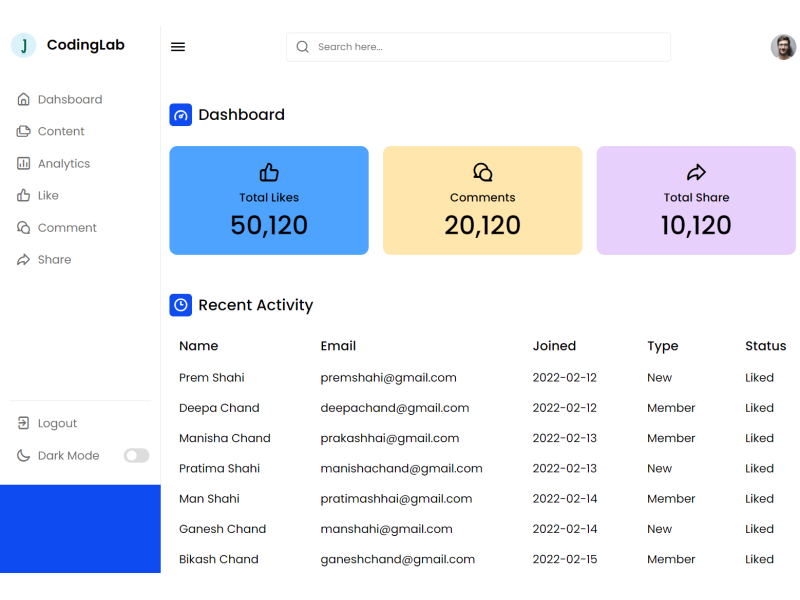 J CodingLab
Search here...
Dahsboard
Content
Analytics
Like
Comment
Share
Logout
Dark Mode
Dashboard
Total Likes
50,120
Comments
20,120
Total Share
10,120
Recent Activity
Name Email Joined Type Status
Prem Shahi premshahi@gmail.com 2022-02-12 New Liked
Deepa Chand deepachand@gmail.com 2022-02-12 Member Liked
Manisha Chand prakashhai@gmail.com 2022-02-13 Member Liked
Pratima Shahi manishachand@gmail.com 2022-02-13 New Liked
Man Shahi pratimashhai@gmail.com 2022-02-14 Member Liked
Ganesh Chand manshahi@gmail.com 2022-02-14 New Liked
Bikash Chand ganeshchand@gmail.com 2022-02-15 Member Liked